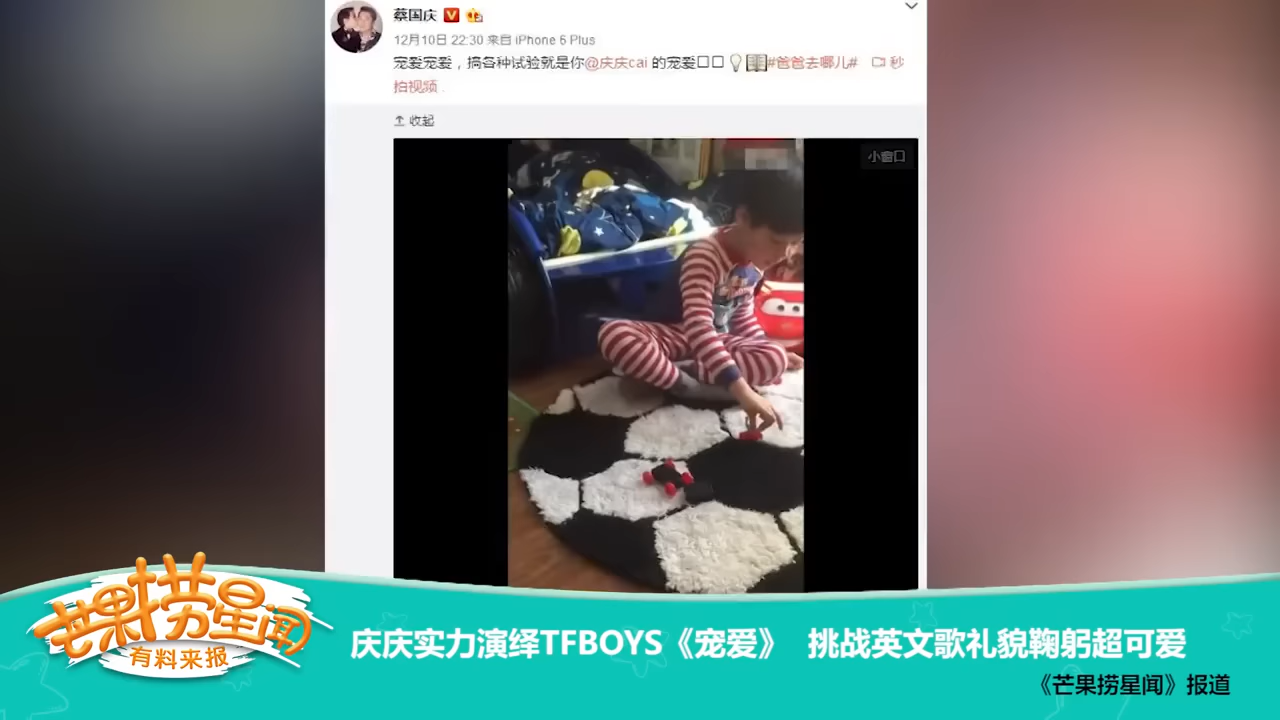 蔡国庆
12月10日 22:30 来自 iPhone 6 Plus
宠爱宠爱，搞各种试验就是你@庆庆cai 的宠爱□□#爸爸去哪儿# 秒
拍视频
收起
小窗口
芒果捞星闻
有料来报
庆庆实力演绎TFBOYS《宠爱》 挑战英文歌礼貌鞠躬超可爱
《芒果捞星闻》报道